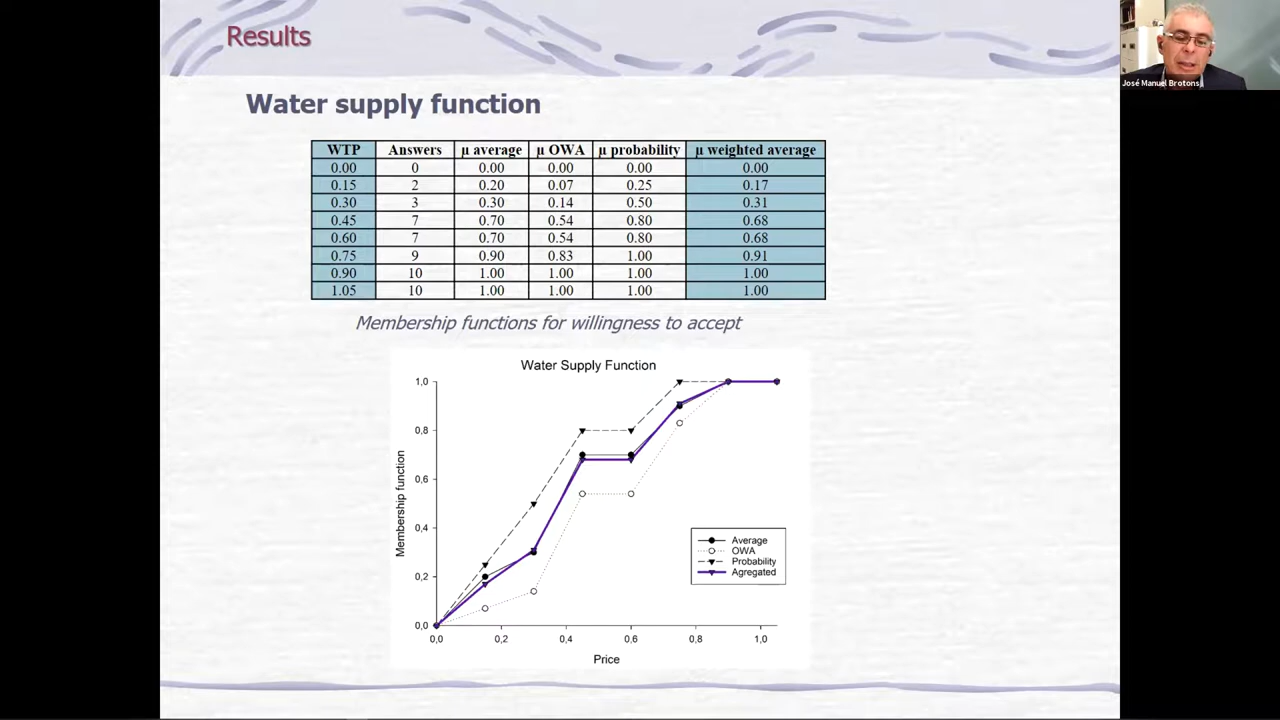 Results
José Manuel Brotons
Water supply function
WTP Answers μ average μ OWA μ probability μ weighted average
0.00 0 0.00 0.00 0.00 0.00
0.15 2 0.20 0.07 0.25 0.17
0.30 3 0.30 0.14 0.50 0.31
0.45 7 0.70 0.54 0.80 0.68
0.60 7 0.70 0.54 0.80 0.68
0.75 9 0.90 0.83 1.00 0.91
0.90 10 1.00 1.00 1.00 1.00
1.05 10 1.00 1.00 1.00 1.00
Membership functions for willingness to accept
Water Supply Function
1,0
0,8
0,6
0,4
0,2
0,0
Membership function
Average
OWA
Probability
Agregated
0,0 0,2 0,4 0,6 0,8 1,0
Price